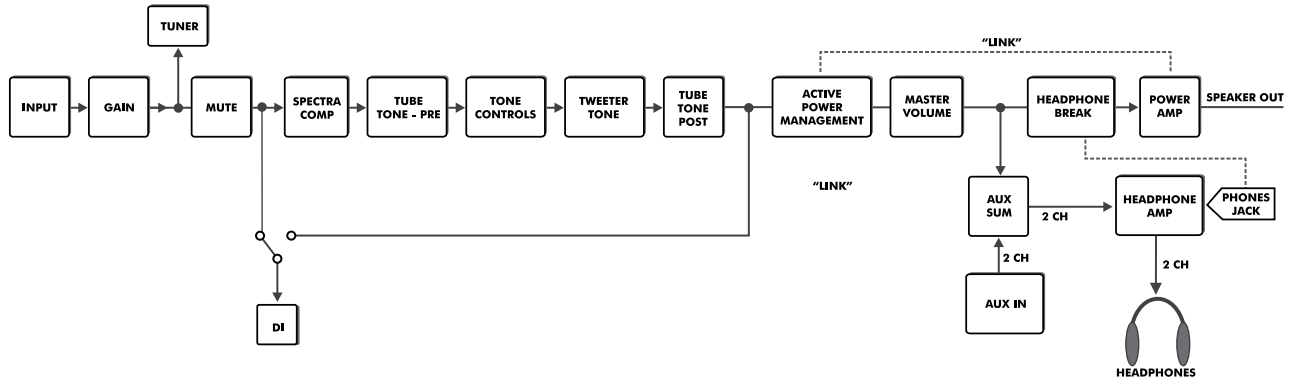 TUNER
"LINK"
INPUT
GAIN
MUTE
SPECTRA
COMP
TUBE
TONE - PRE
TONE
CONTROLS
TWEETER
TONE
TUBE
TONE
POST
ACTIVE
POWER
MANAGEMENT
MASTER
VOLUME
HEADPHONE
BREAK
POWER
AMP
SPEAKER OUT
"LINK"
AUX
SUM
2 CH
HEADPHONE
AMP
PHONES
JACK
2 CH
2 CH
AUX IN
DI
HEADPHONES